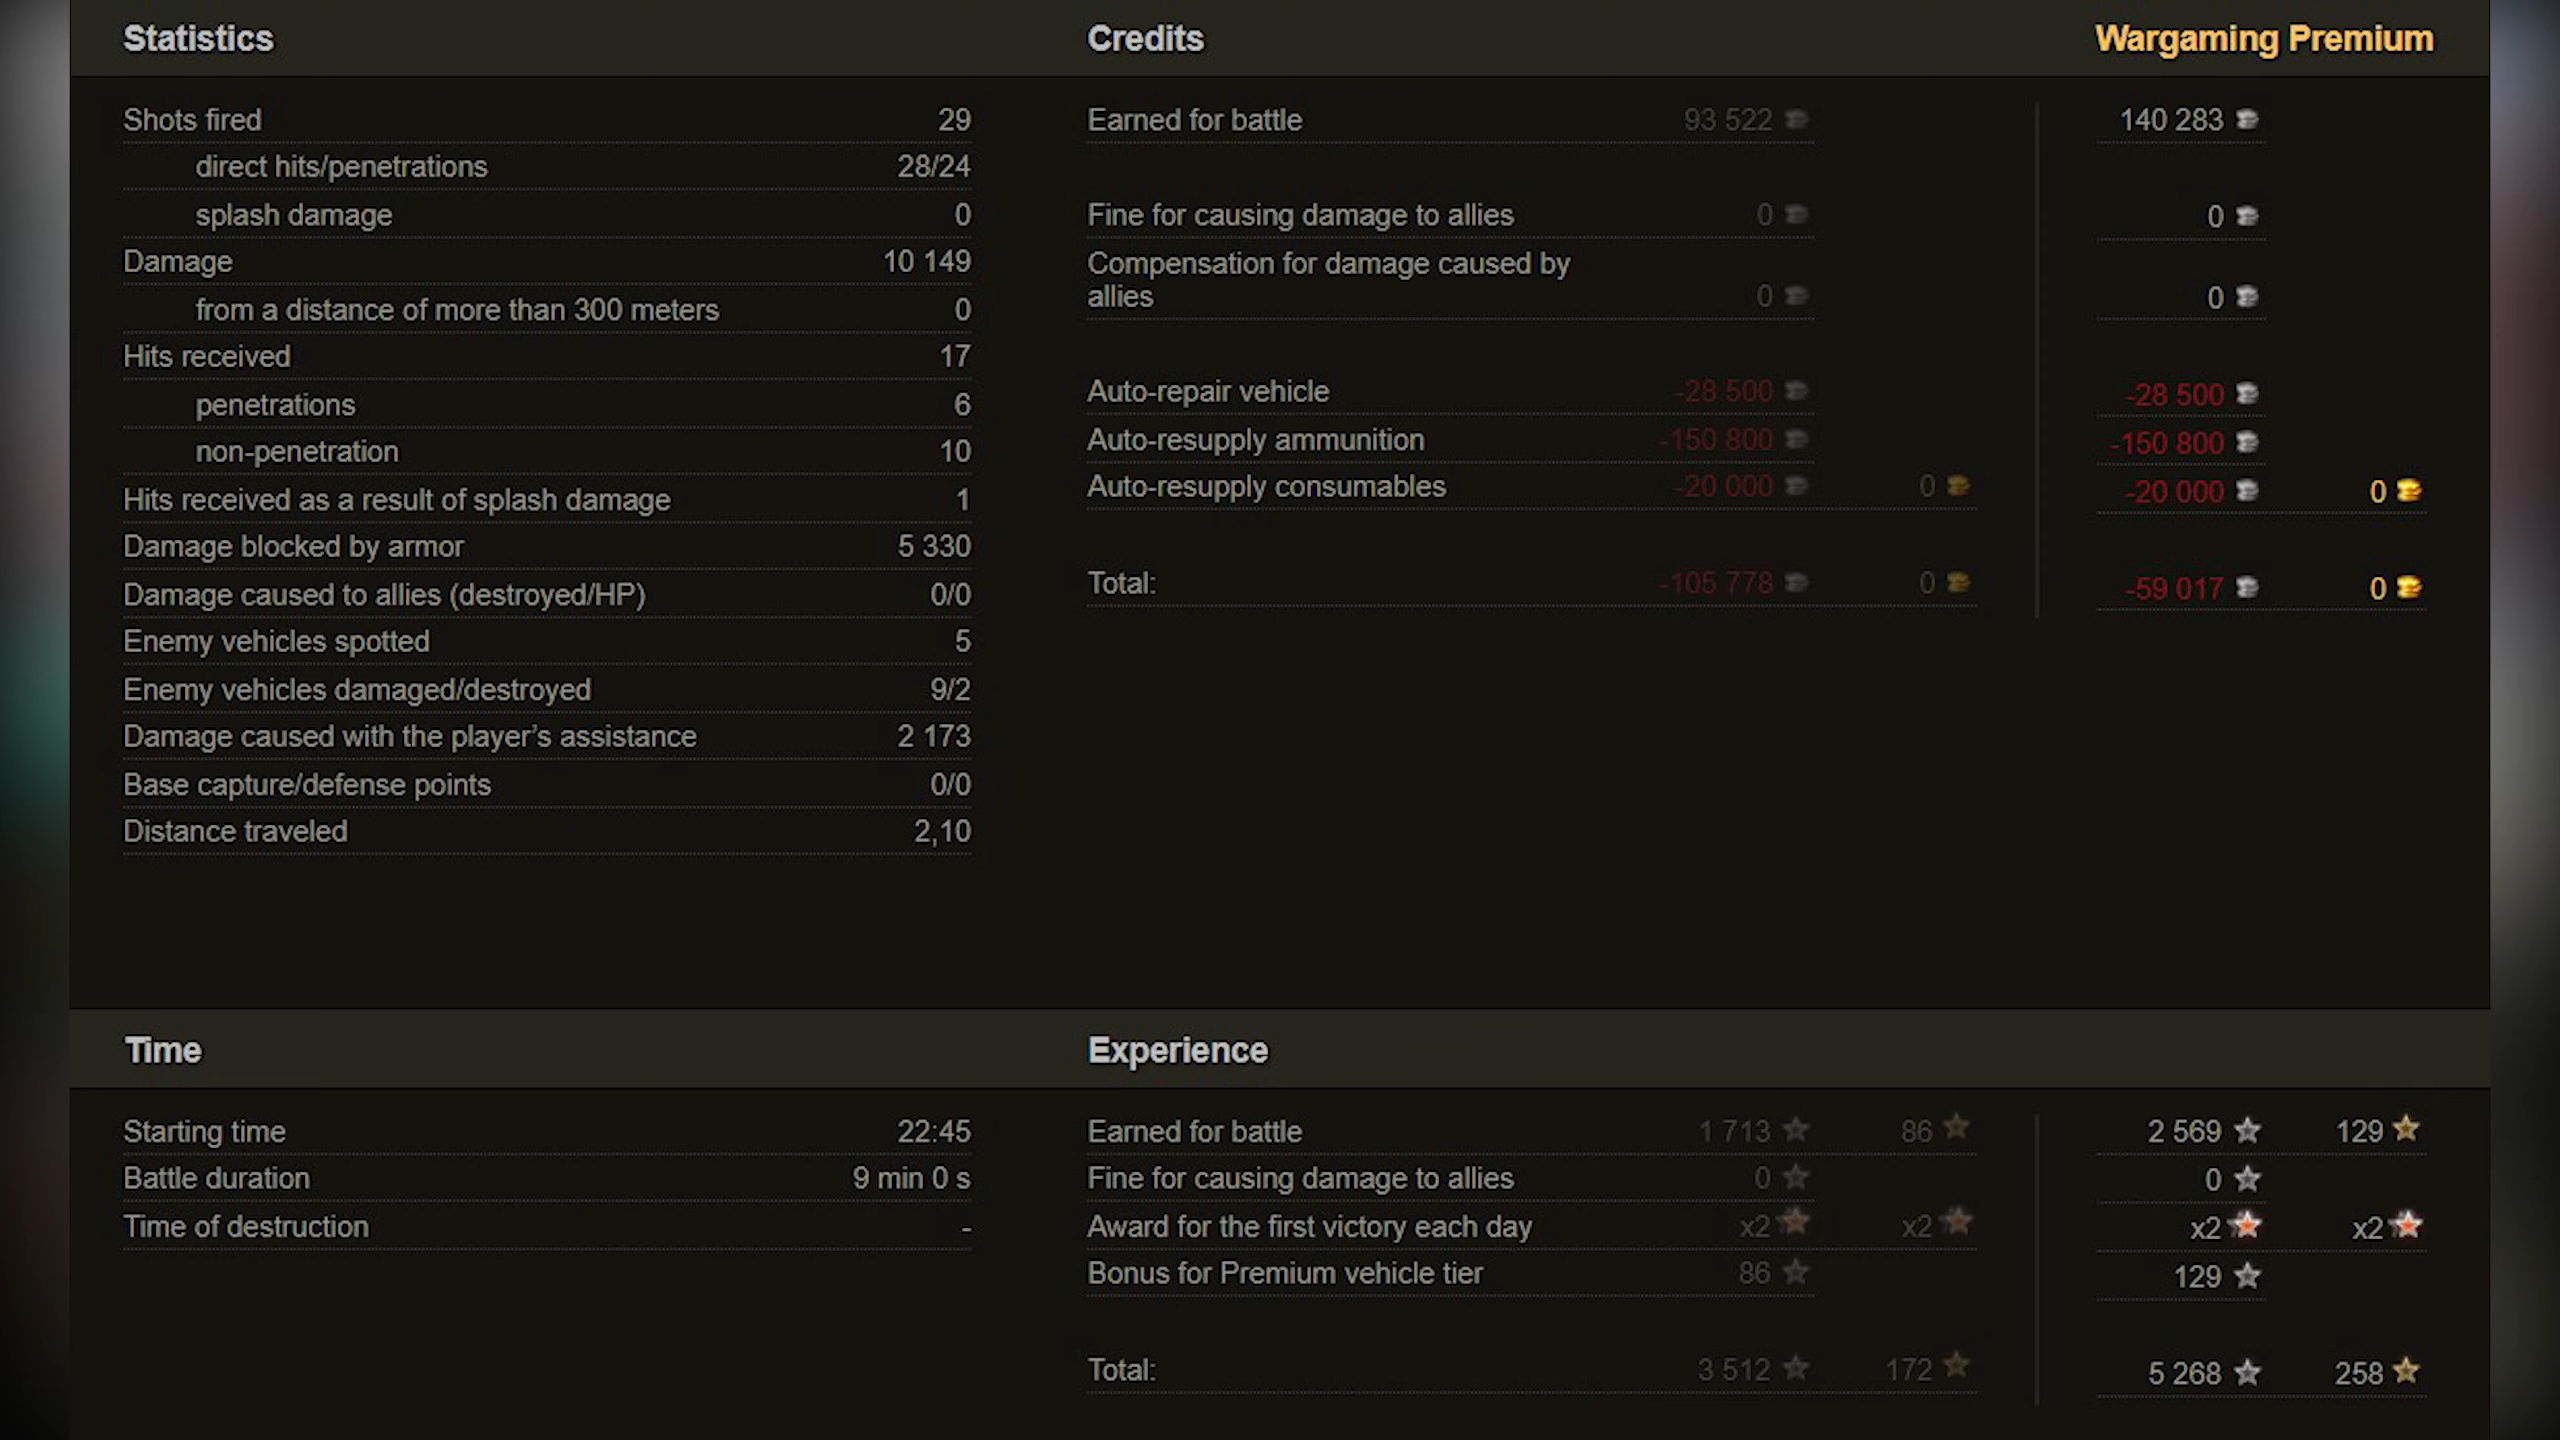 Statistics
Shots fired 29
direct hits/penetrations 28/24
splash damage 0
Damage 10 149
from a distance of more than 300 meters 0
Hits received 17
penetrations 6
non-penetration 10
Hits received as a result of splash damage 1
Damage blocked by armor 5 330
Damage caused to allies (destroyed/HP) 0/0
Enemy vehicles spotted 5
Enemy vehicles damaged/destroyed 9/2
Damage caused with the player’s assistance 2 173
Base capture/defense points 0/0
Distance traveled 2,10
Credits Wargaming Premium
Earned for battle 93 522 140 283
Fine for causing damage to allies 0 0
Compensation for damage caused by
allies 0 0
Auto-repair vehicle -28 500 -28 500
Auto-resupply ammunition -150 800 -150 800
Auto-resupply consumables -20 000 0 -20 000 0
Total: -105 778 0 -59 017 0
Time
Starting time 22:45
Battle duration 9 min 0 s
Time of destruction -
Experience
Earned for battle 1 713 86 2 569 129
Fine for causing damage to allies 0 0
Award for the first victory each day x2 x2 x2 x2
Bonus for Premium vehicle tier 86 129
Total: 3 512 172 5 268 258